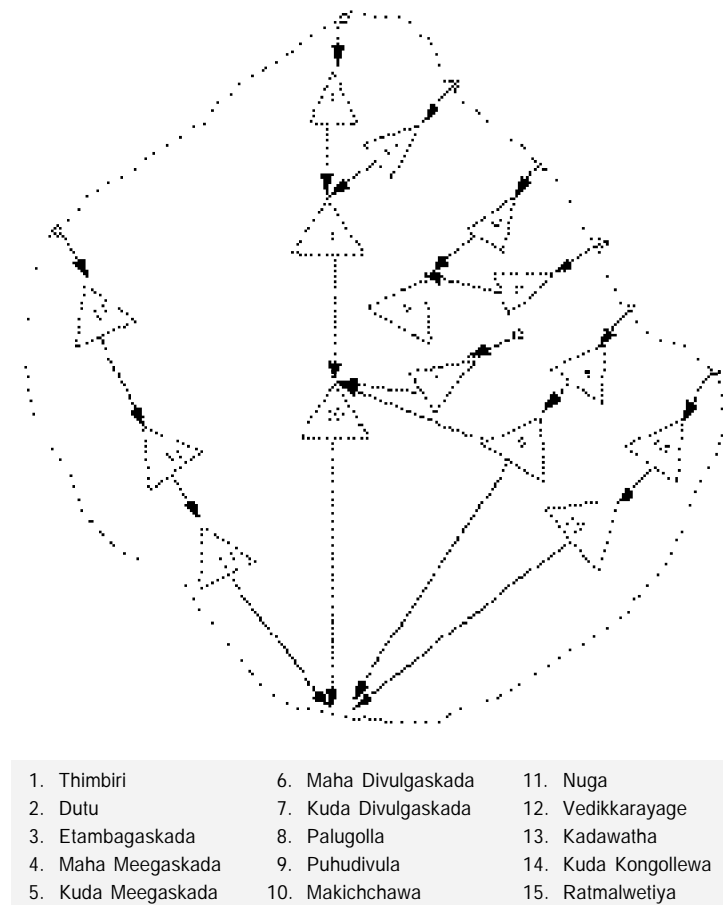 1. Thimbiri
2. Dutu
3. Etambagaskada
4. Maha Meegaskada
5. Kuda Meegaskada
6. Maha Divulgaskada
7. Kuda Divulgaskada
8. Palugolla
9. Puhudivula
10. Makichchawa
11. Nuga
12. Vedikkarayage
13. Kadawatha
14. Kuda Kongollewa
15. Ratmalwetiya